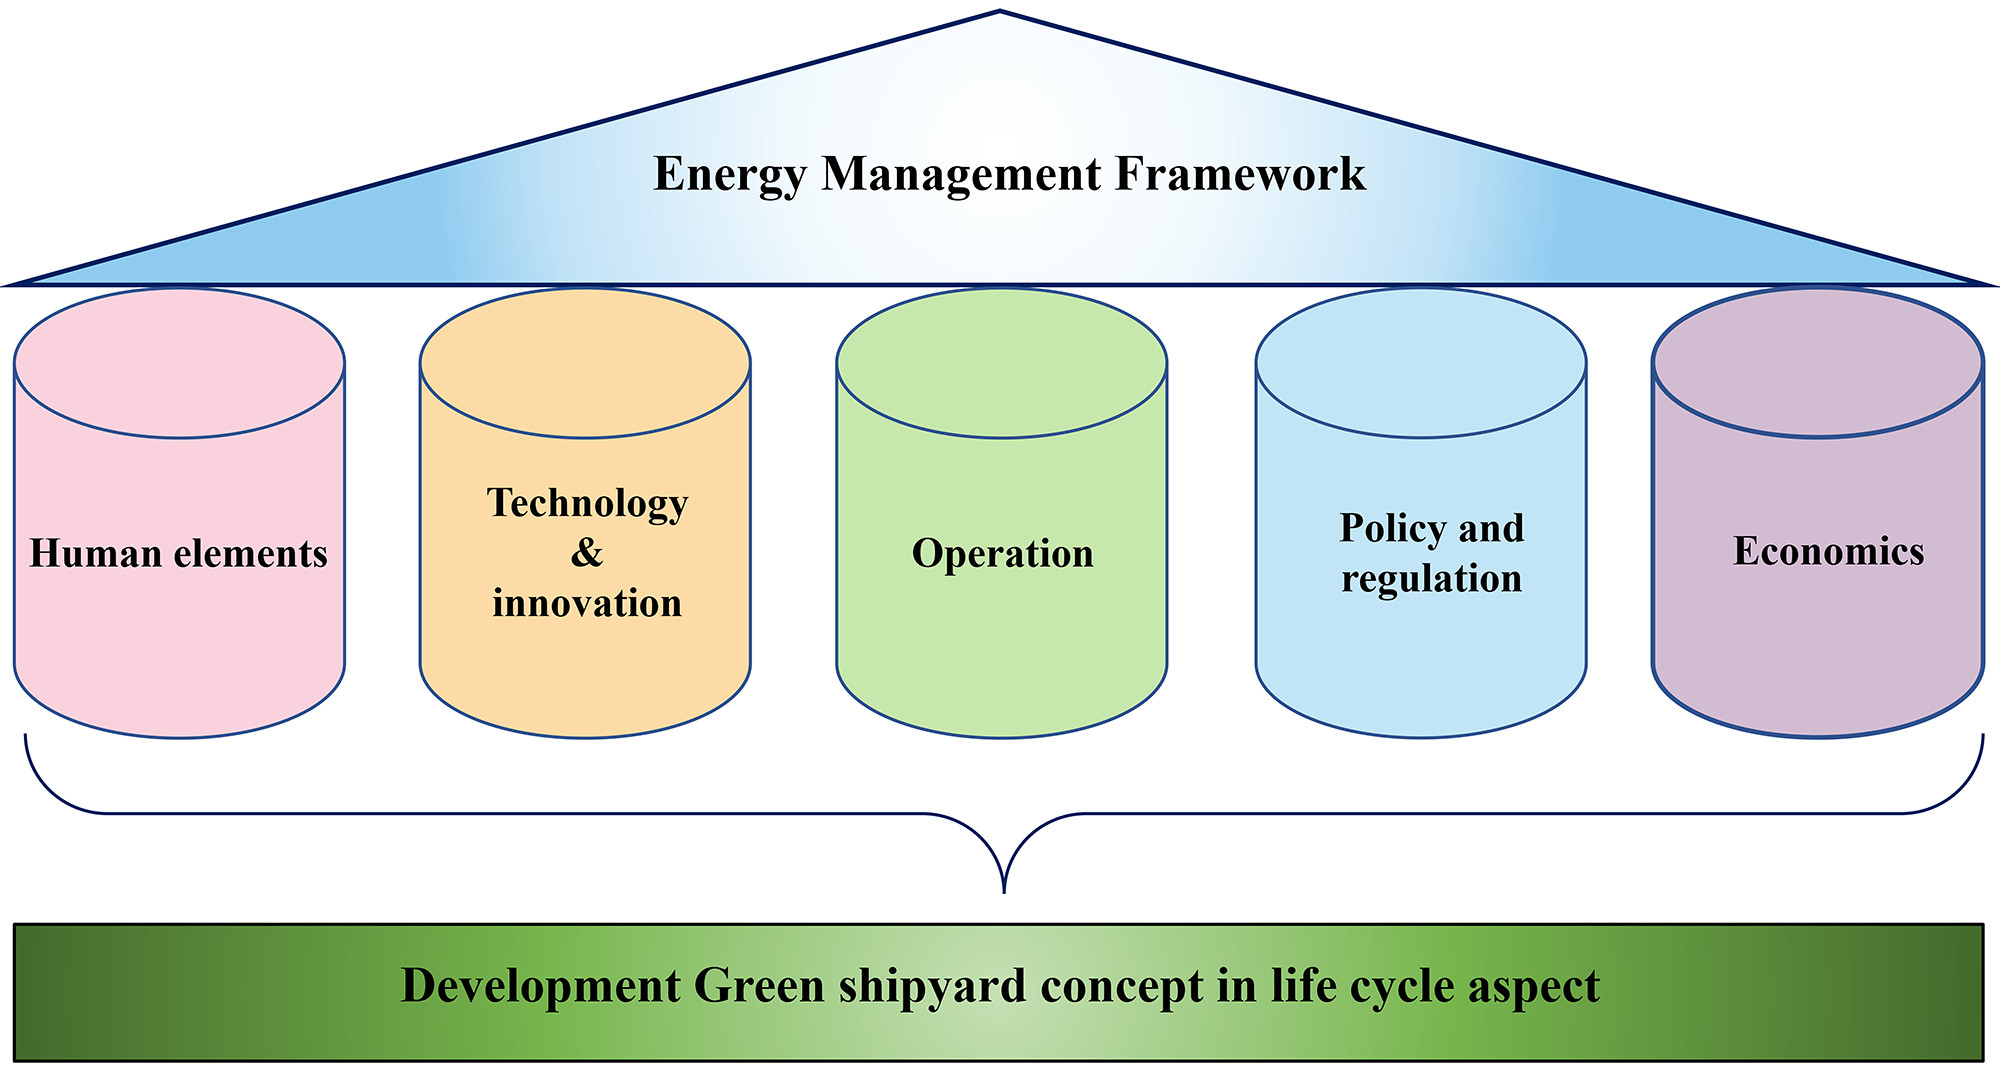 Energy Management Framework
Human elements
Technology
&
innovation
Operation
Policy and
regulation
Economics
Development Green shipyard concept in life cycle aspect